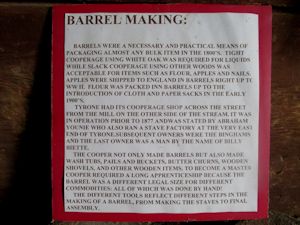 BARREL MAKING:
BARRELS WERE A NECESSARY AND PRACTICAL MEANS OF
PACKAGING ALMOST ANY BULK ITEM IN THE 1800'S. TIGHT
COOPERAGE USING WHITE OAK WAS REQUIRED FOR LIQUIDS
WHILE SLACK COOPERAGE USING OTHER WOODS WAS
ACCEPTABLE FOR ITEMS SUCH AS FLOUR, APPLES AND NAILS.
APPLES WERE SHIPPED TO ENGLAND IN BARRELS RIGHT UP TO
WW II. FLOUR WAS PACKED INN BARRELS UP TO THE
INTRODUCTION OF CLOTH AND PAPER SACKS IN THE EARLY
1900'S.
TYRONE HAD ITS COOPERAGE SHOP ACROSS THE STREET
FROM THE MILL ON THE OTHER SIDE OF THE STREAM. IT WAS
IN OPERATION PRIOR TO 1877 AND WAS STATED BY ABRAHAM
YOUNIE WHO ALSO RAN A STAVE FACTORY AT THE VERY EAST
END OF TYRONE.SUBSEQUENT OWNERS WERE THE BINGHAMS
AND THE LAST OWNER WAS A MAN BY THE NAME OF BILLY
THE COOPER NOT ONLY MADE BARRELS BUT ALSO MADE
WASH TUBS, PAILS AND BUCKETS, BUTTER CHURNS, WOODEN
SHOVELS, AND OTHER WOODEN ITEMS, TO BECOME A MASTER
COOPER REQUIRED A LONG APPRENTICESHIP BECAUSE THE
BARREL WAS A DIFFERENT LEGAL SIZE FOR DIFFERENT
COMMODITIES: ALL OF WHICH WAS DONE BY HAND!
THE DIFFERENT TOOLS REFLECT DIFFERENT STEPS IN THE
MAKING OF A BARREL, FROM MAKING THE STAVES TO FINAL
ASSEMBLY.